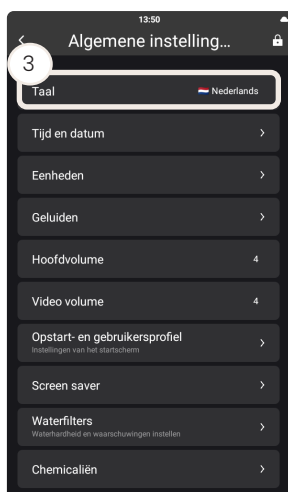 13:50
Algemene instelling...
3
Taal
Nederlands
Tijd en datum
Eenheden
Geluiden
Hoofdvolume
4
Video volume
4
Opstart- en gebruikersprofiel
Instellingen van het startscherm
Screen saver
Waterfilters
Waterhardheid en waarschuwingen instellen
Chemicaliën